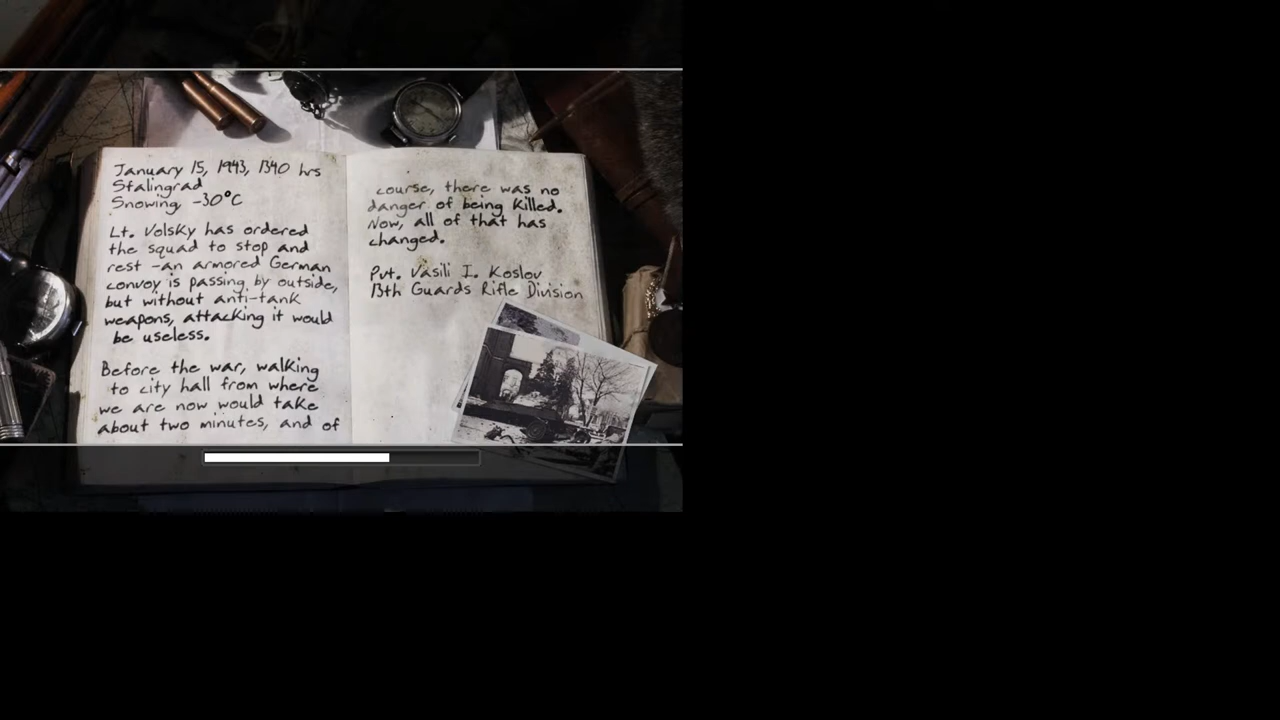 January 15, 1943, 1340 hrs
Stalingrad
Snowing -30°C
Lt. Volsky has ordered
the squad to stop and
rest -an armored German
convoy is passing by outside,
but without anti-tank
weapons, attacking it would
be useless.
Before the war, walking
to city hall from where
we are now would take
about two minutes, and of
course, there was no
danger of being killed.
Now, all of that has
changed.
Pvt. Vasili I. Koslov
13th Guards Rifle Division